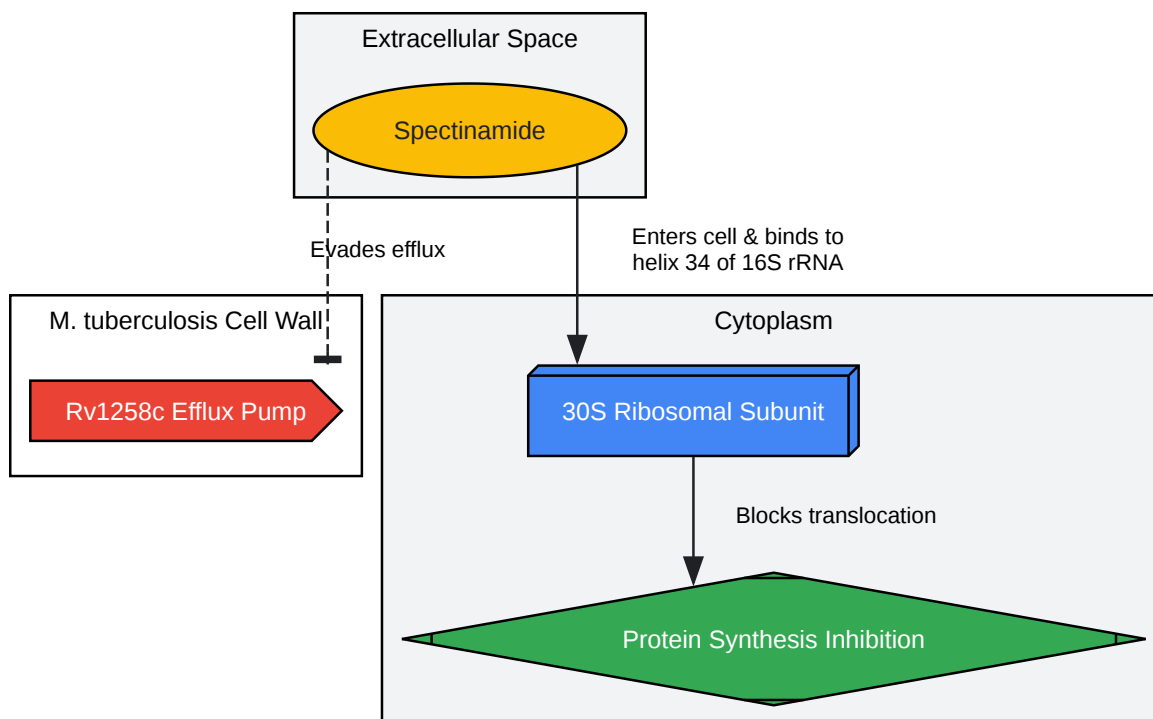 Extracellular Space
Spectinamide
Evades efflux
Enters cell & binds to
helix 34 of 16S rRNA
M. tuberculosis Cell Wall
Rv1258c Efflux Pump
Cytoplasm
30S Ribosomal Subunit
Blocks translocation
Protein Synthesis Inhibition